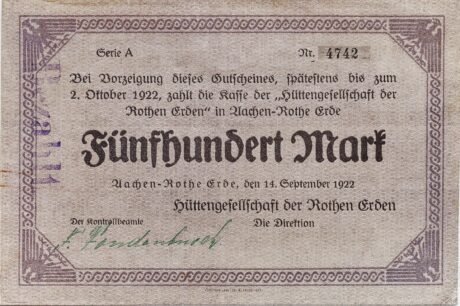 Serie A
Nr. 4742
Bei Vorzeigung dieses Gutscheines, spätestens bis zum
2. Oktober 1922, zahlt die Kasse der „Hüttengesellschaft der
Rothen Erden“ in Aachen-Rothe Erde
Fünfhundert Mark
Aachen-Rothe Erde, den 14. September 1922
Hüttengesellschaft der Rothen Erden
Der Kontrollbeamte
Die Direktion